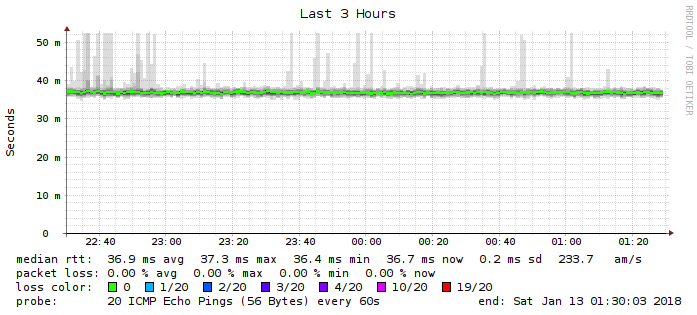 Last 3 Hours
RRDTOOL / TOBI OETIKER
Seconds
50 m
40 m
30 m
20 m
10 m
0
22:40 23:00 23:20 23:40 00:00 00:20 00:40 01:00 01:20
median rtt: 36.9 ms avg 37.3 ms max 36.4 ms min 36.7 ms now 0.2 ms sd 233.7 am/s
packet loss: 0.00 % avg 0.00 % max 0.00 % min 0.00 % now
loss color: 0 1/20 2/20 3/20 4/20 10/20 19/20
probe: 20 ICMP Echo Pings (56 Bytes) every 60s end: Sat Jan 13 01:30:03 2018